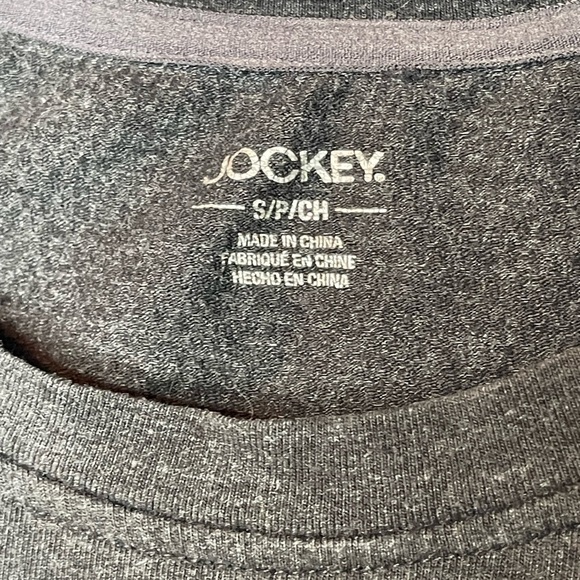 JOCKEY.
S/P/CH
MADE IN CHINA
FABRIQUÉ EN CHINE
HECHO EN CHINA